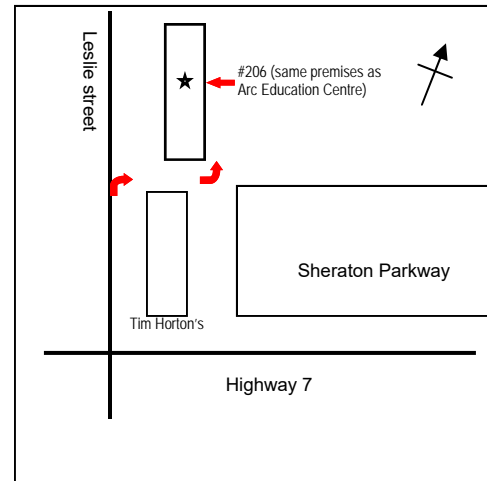 Leslie street
#206 (same premises as
Arc Education Centre)
Sheraton Parkway
Tim Horton's
Highway 7